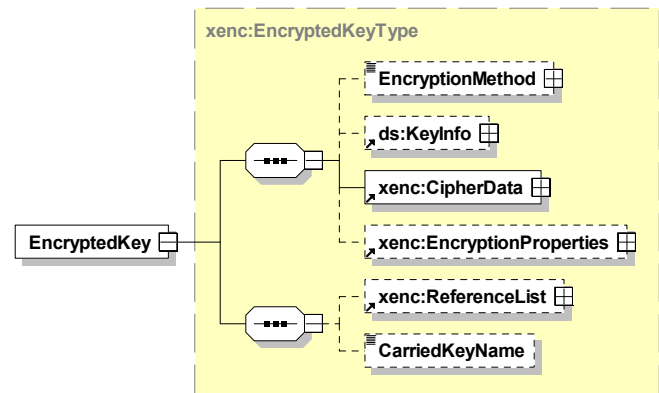 xenc:EncryptedKeyType
EncryptionMethod
ds:KeyInfo
xenc:CipherData
EncryptedKey
xenc:EncryptionProperties
xenc:ReferenceList
CarriedKeyName